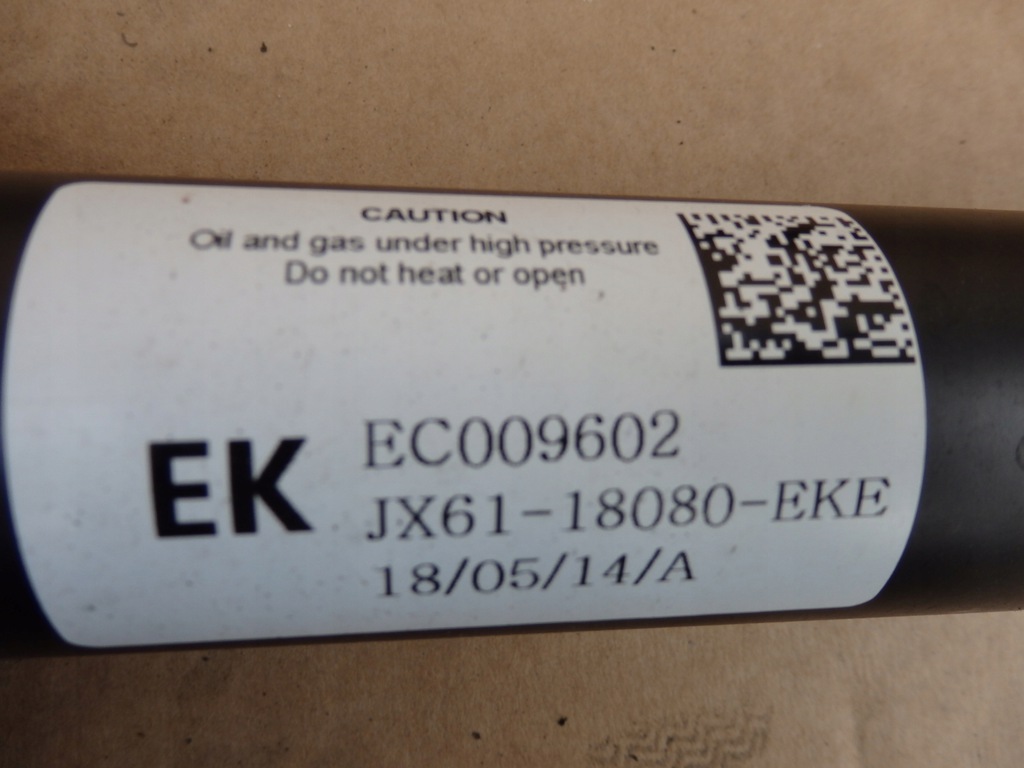 CAUTION
Oil and gas under high pressure
Do not heat or open
EK
EC009602
JX61-18080-EKE
18/05/14/A